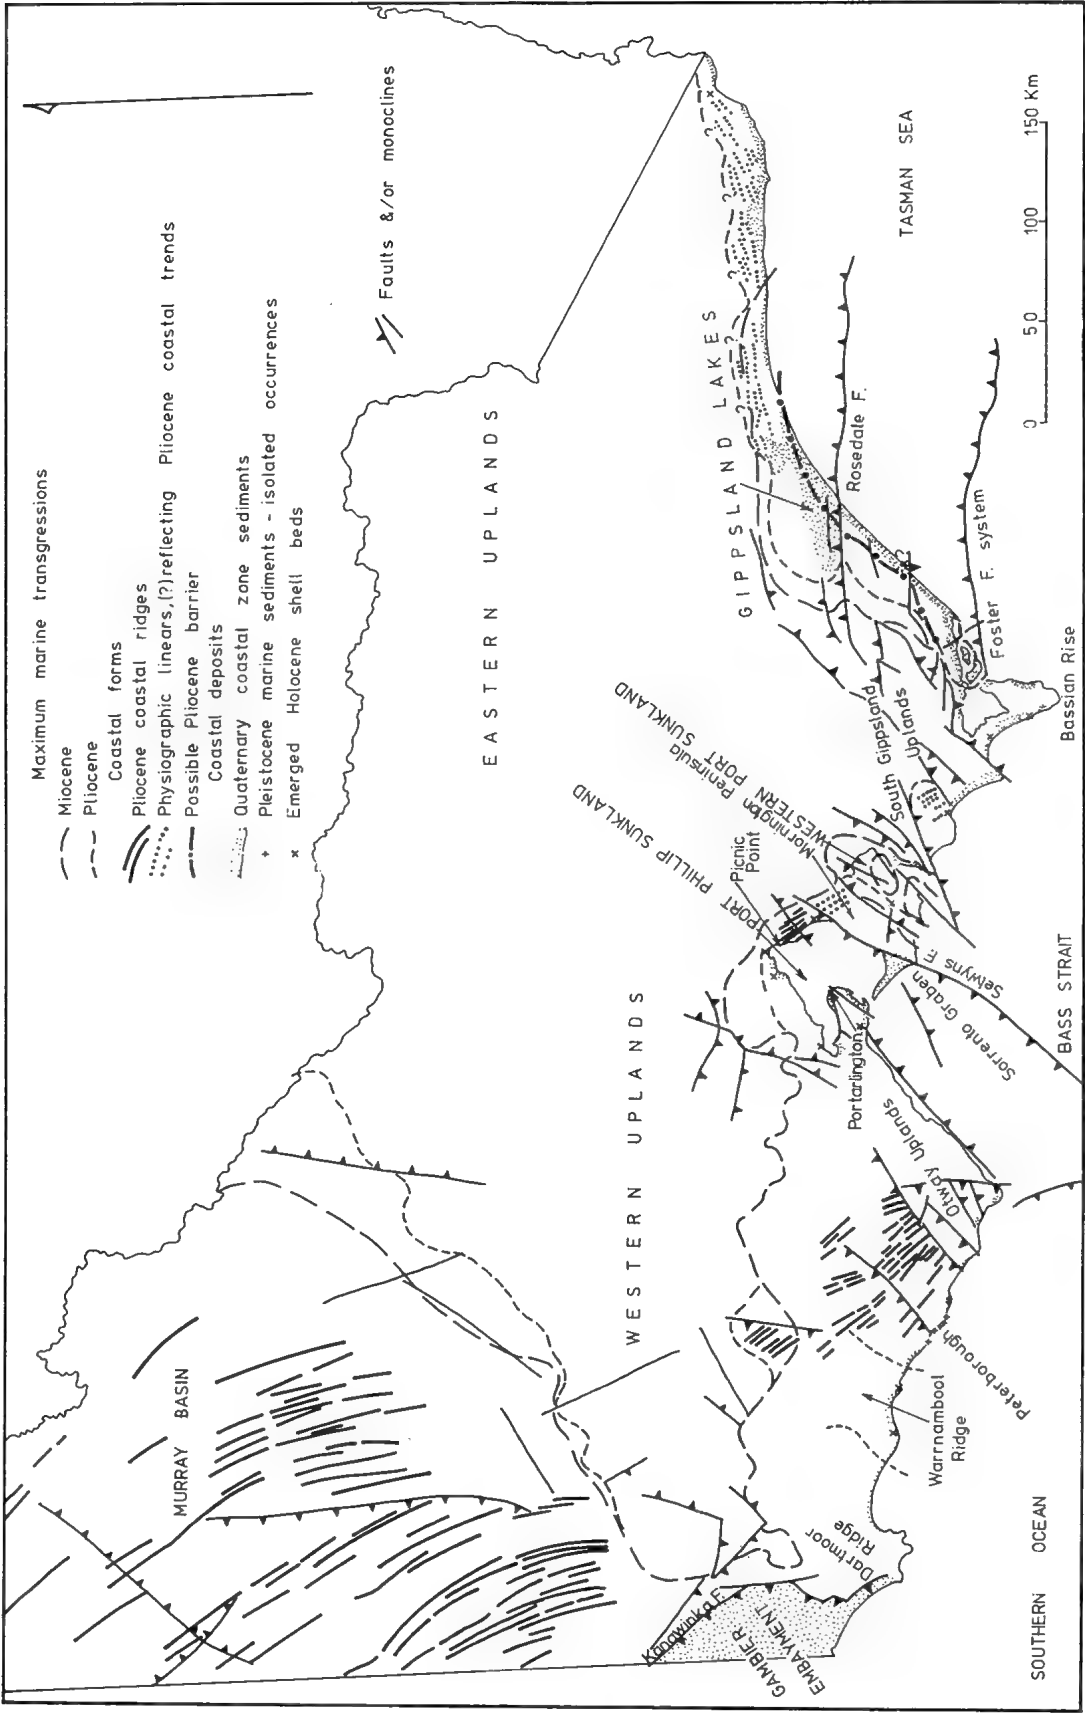 Maximum marine transgressions
Miocene
Pliocene
Coastal forms
Pliocene coastal ridges
Physiographic linears,(?)reflecting Pliocene coastal trends
Possible Pliocene barrier
Coastal deposits
Quaternary coastal zone sediments
+ Pleistocene marine sediments - isolated occurrences
x Emerged Holocene shell beds
Faults &/or monoclines
MURRAY BASIN
EASTERN UPLANDS
WESTERN UPLANDS
GIPPSLAND LAKES
TASMAN SEA
0 50 100 150 Km
Rosedale F.
Foster F. system
Bassian Rise
South Gippsland
Uplands
WESTERN
PORT SUNKLAND
Mornington Peninsula
Picnic
Point
PORT PHILLIP SUNKLAND
Selwyns F.
Sorrento Graben
BASS STRAIT
Portarlington
Otway Uplands
Peterborough
Warrnambool
Ridge
Dartmoor
Ridge
Kanawinka F.
GAMBIER
EMBAYMENT
SOUTHERN OCEAN
?
?
?
?
?
?